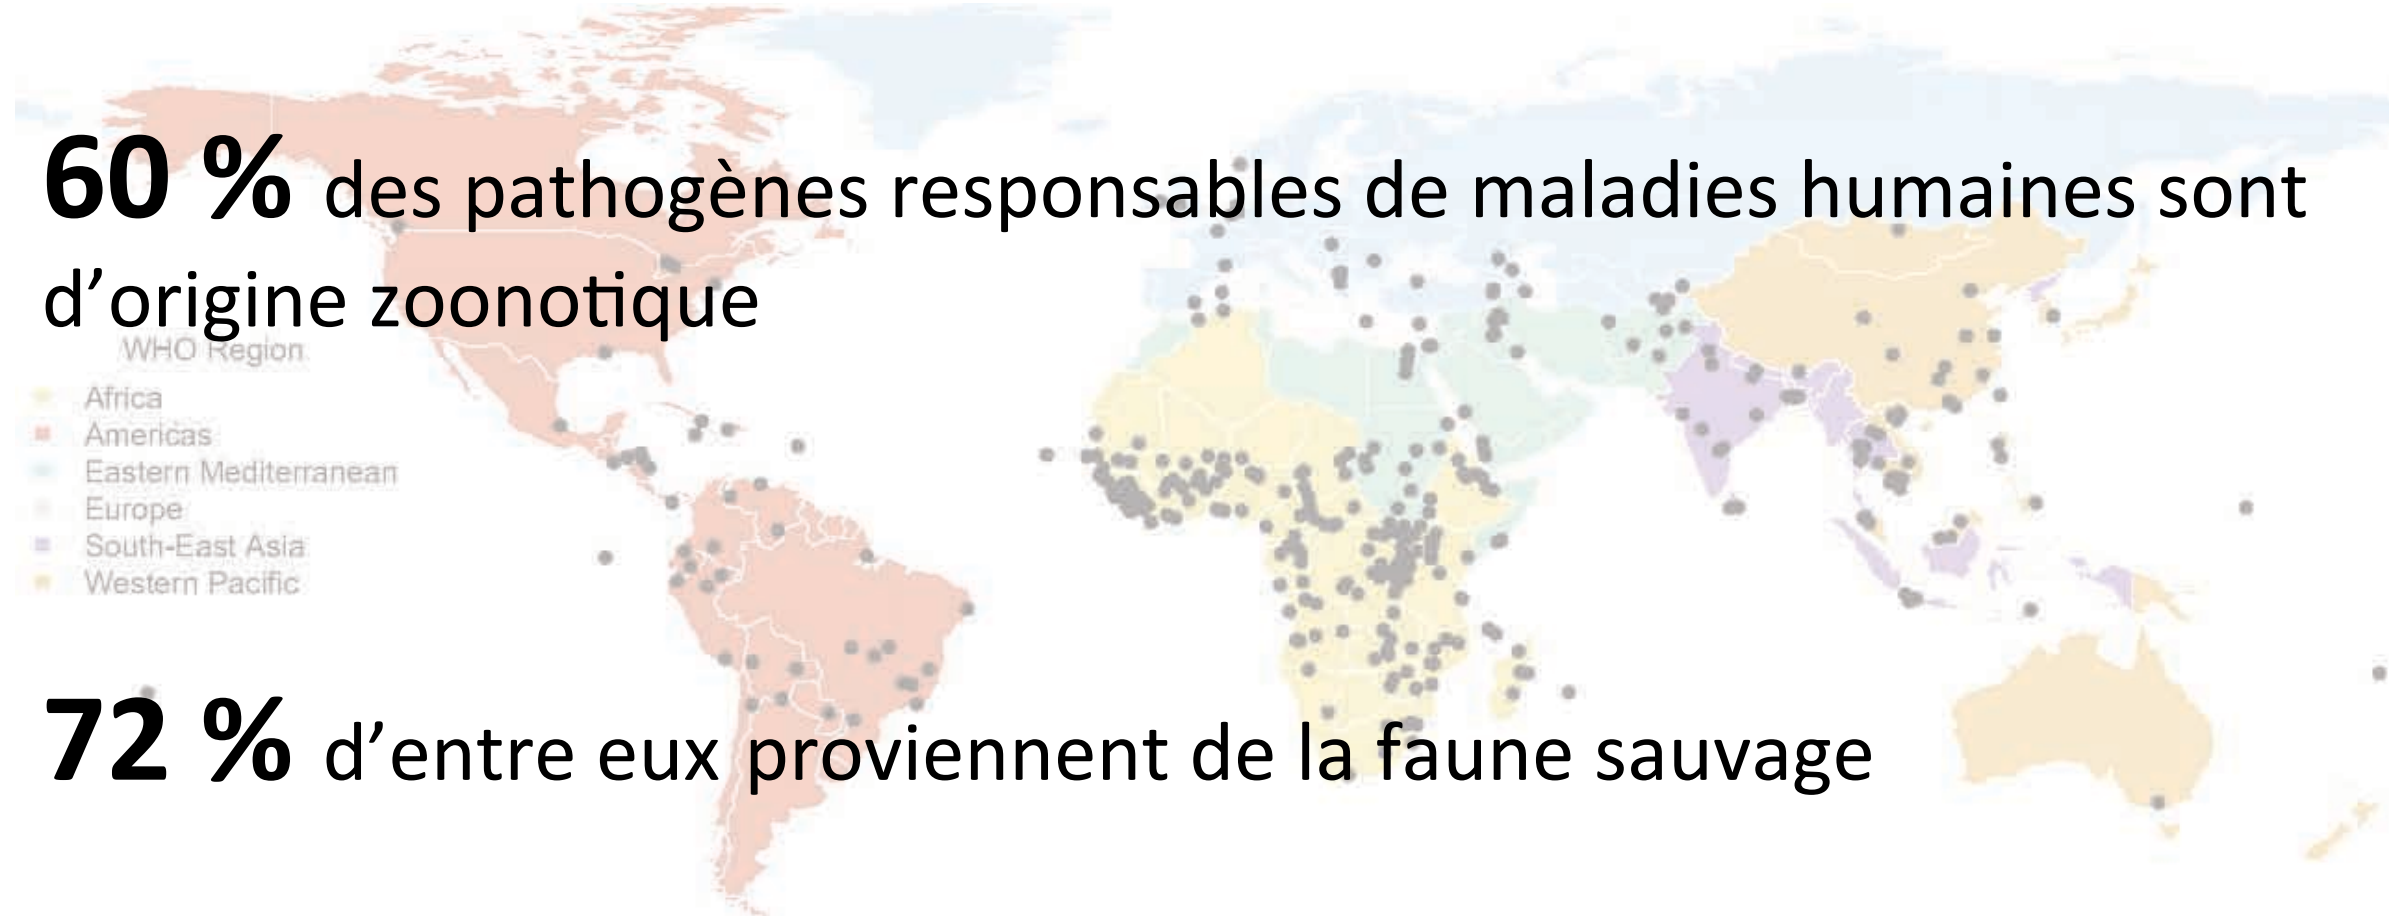 60 % des pathogènes responsables de maladies humaines sont
d’origine zoonotique
WHO Region
Africa
Americas
Eastern Mediterranean
Europe
South-East Asia
Western Pacific
72 % d’entre eux proviennent de la faune sauvage